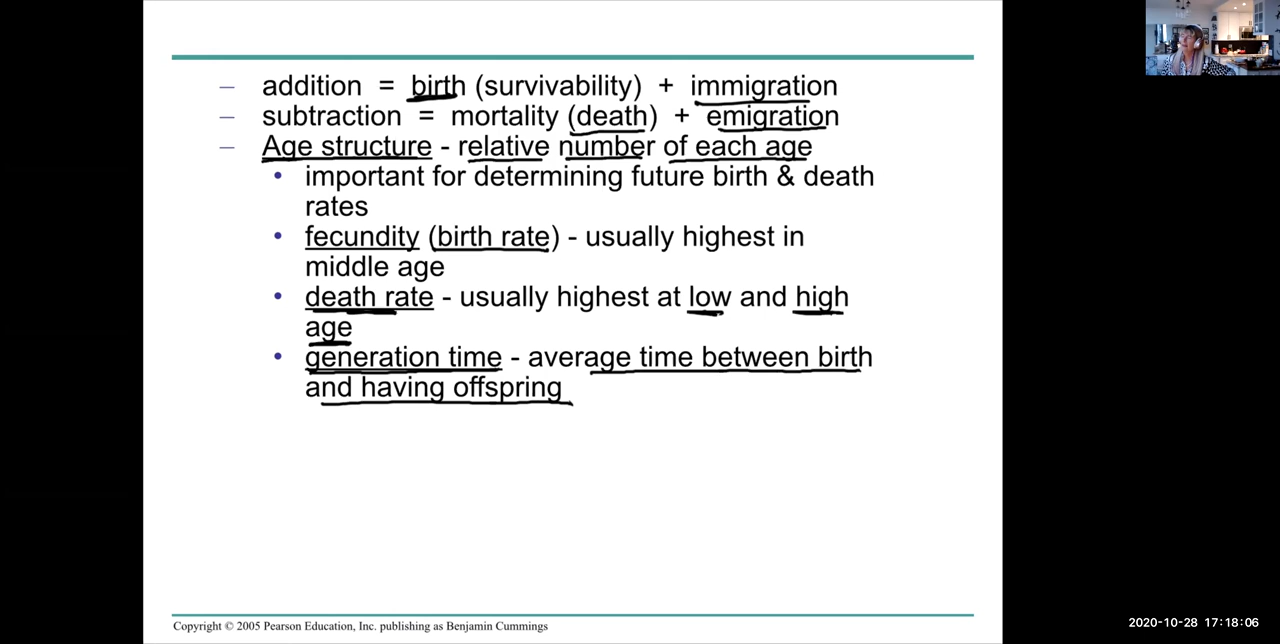 – addition = birth (survivability) + immigration
– subtraction = mortality (death) + emigration
– Age structure - relative number of each age
• important for determining future birth & death
rates
• fecundity (birth rate) - usually highest in
middle age
• death rate - usually highest at low and high
age
• generation time - average time between birth
and having offspring
Copyright © 2005 Pearson Education, Inc. publishing as Benjamin Cummings
2020-10-28 17:18:06